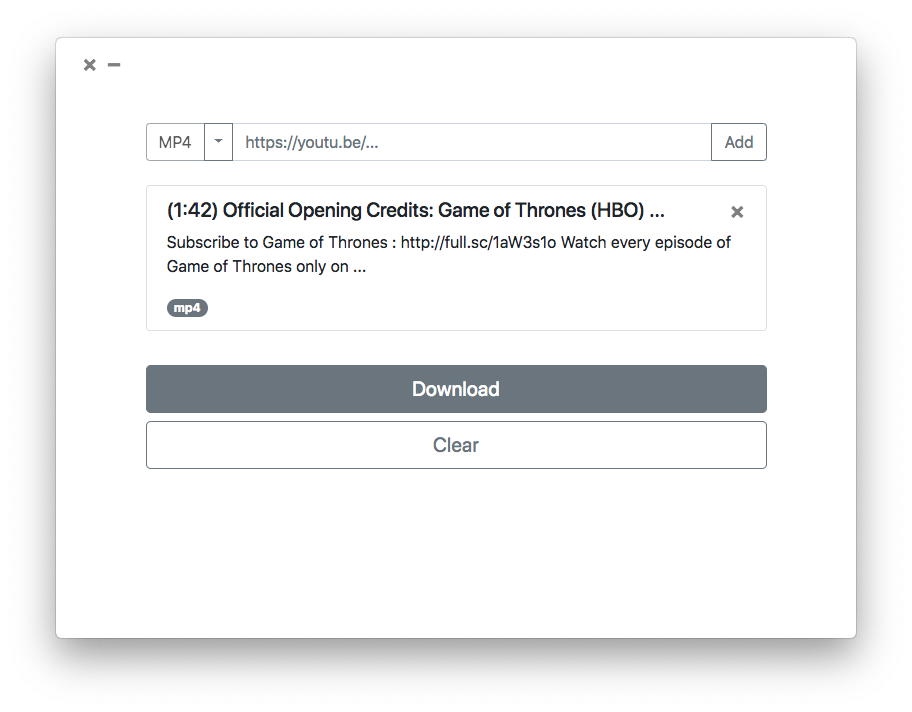 MP4 https://youtu.be/... Add
(1:42) Official Opening Credits: Game of Thrones (HBO) ...
Subscribe to Game of Thrones : http://full.sc/1aW3s1o Watch every episode of
Game of Thrones only on ...
mp4
Download
Clear